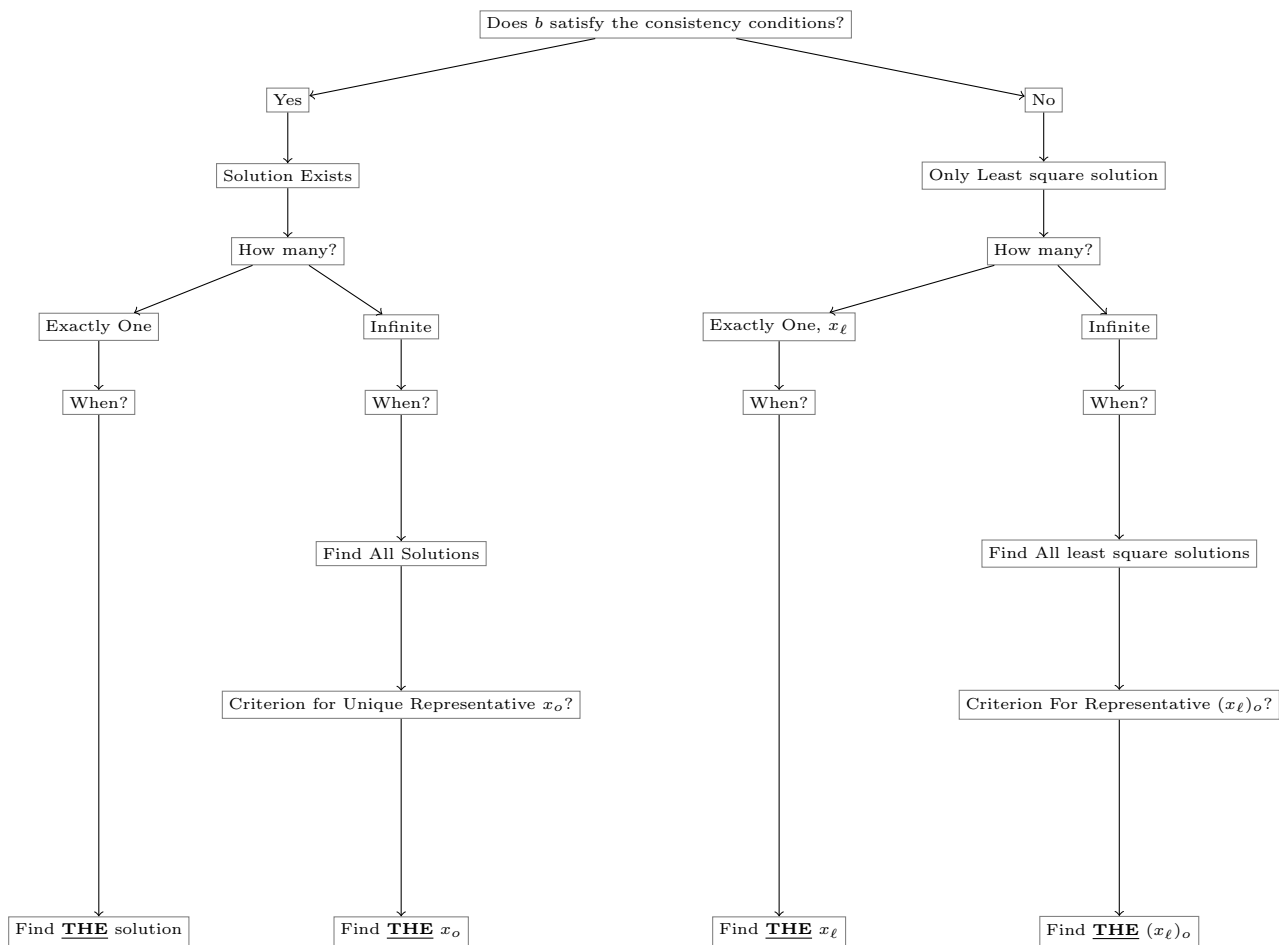 Does b satisfy the consistency conditions?
Yes
No
Solution Exists
Only Least square solution
How many?
How many?
Exactly One
Infinite
Exactly One, xℓ
Infinite
When?
When?
When?
When?
Find All Solutions
Find All least square solutions
Criterion for Unique Representative xo?
Criterion For Representative (xℓ)o?
Find THE solution
Find THE xo
Find THE xℓ
Find THE (xℓ)o